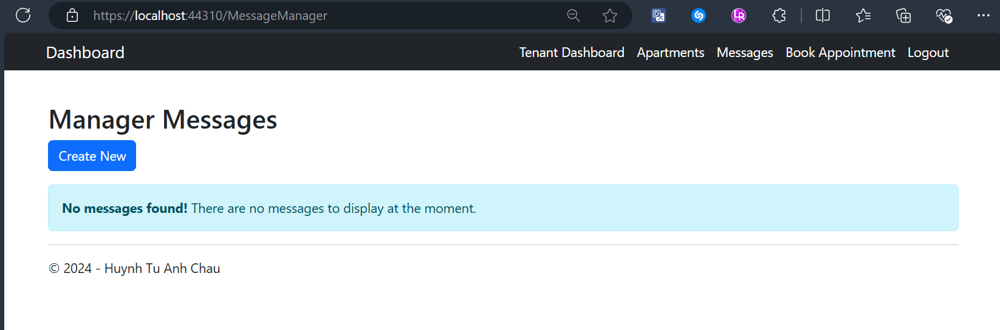 https://localhost:44310/MessageManager
Dashboard Tenant Dashboard Apartments Messages Book Appointment Logout
Manager Messages
Create New
No messages found! There are no messages to display at the moment.
© 2024 - Huynh Tu Anh Chau